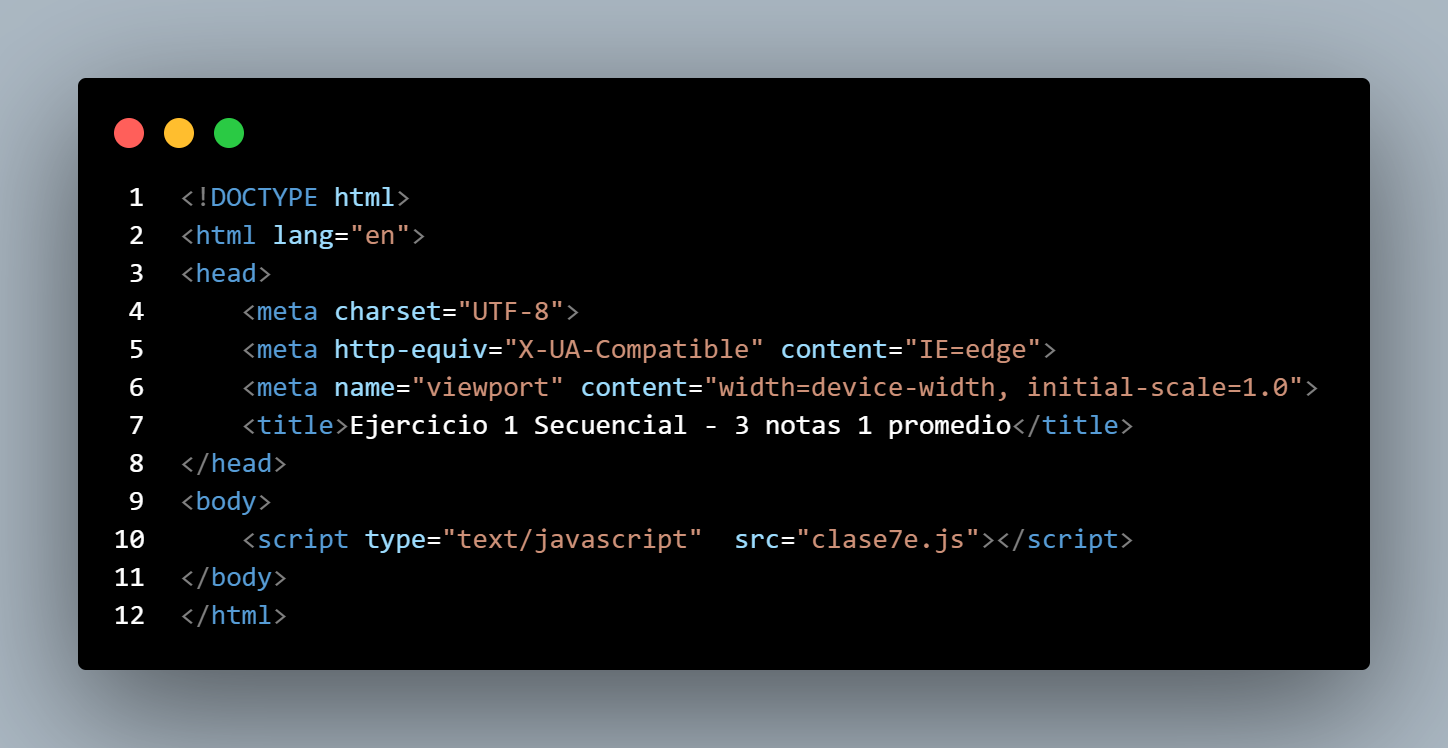 1 <!DOCTYPE html>
2 <html lang="en">
3 <head>
4     <meta charset="UTF-8">
5     <meta http-equiv="X-UA-Compatible" content="IE=edge">
6     <meta name="viewport" content="width=device-width, initial-scale=1.0">
7     <title>Ejercicio 1 Secuencial - 3 notas 1 promedio</title>
8 </head>
9 <body>
10     <script type="text/javascript"  src="clase7e.js"></script>
11 </body>
12 </html>